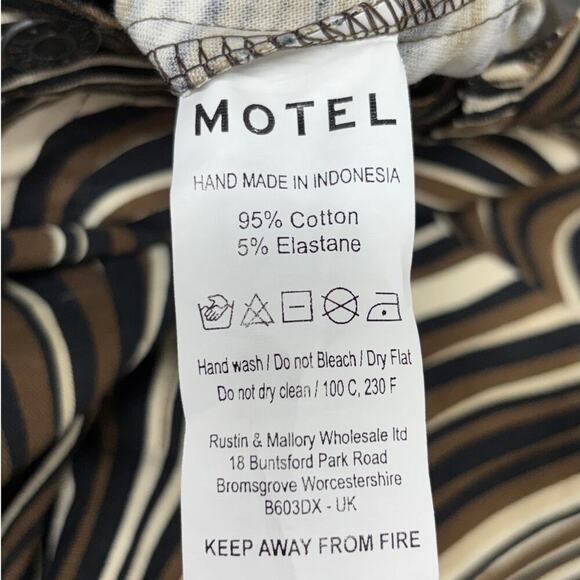 MOTEL
HAND MADE IN INDONESIA
95% Cotton
5% Elastane
Hand wash / Do not Bleach / Dry Flat
Do not dry clean / 100 C, 230 F
Rustin & Mallory Wholesale ltd
18 Buntsford Park Road
Bromsgrove Worcestershire
B603DX - UK
KEEP AWAY FROM FIRE